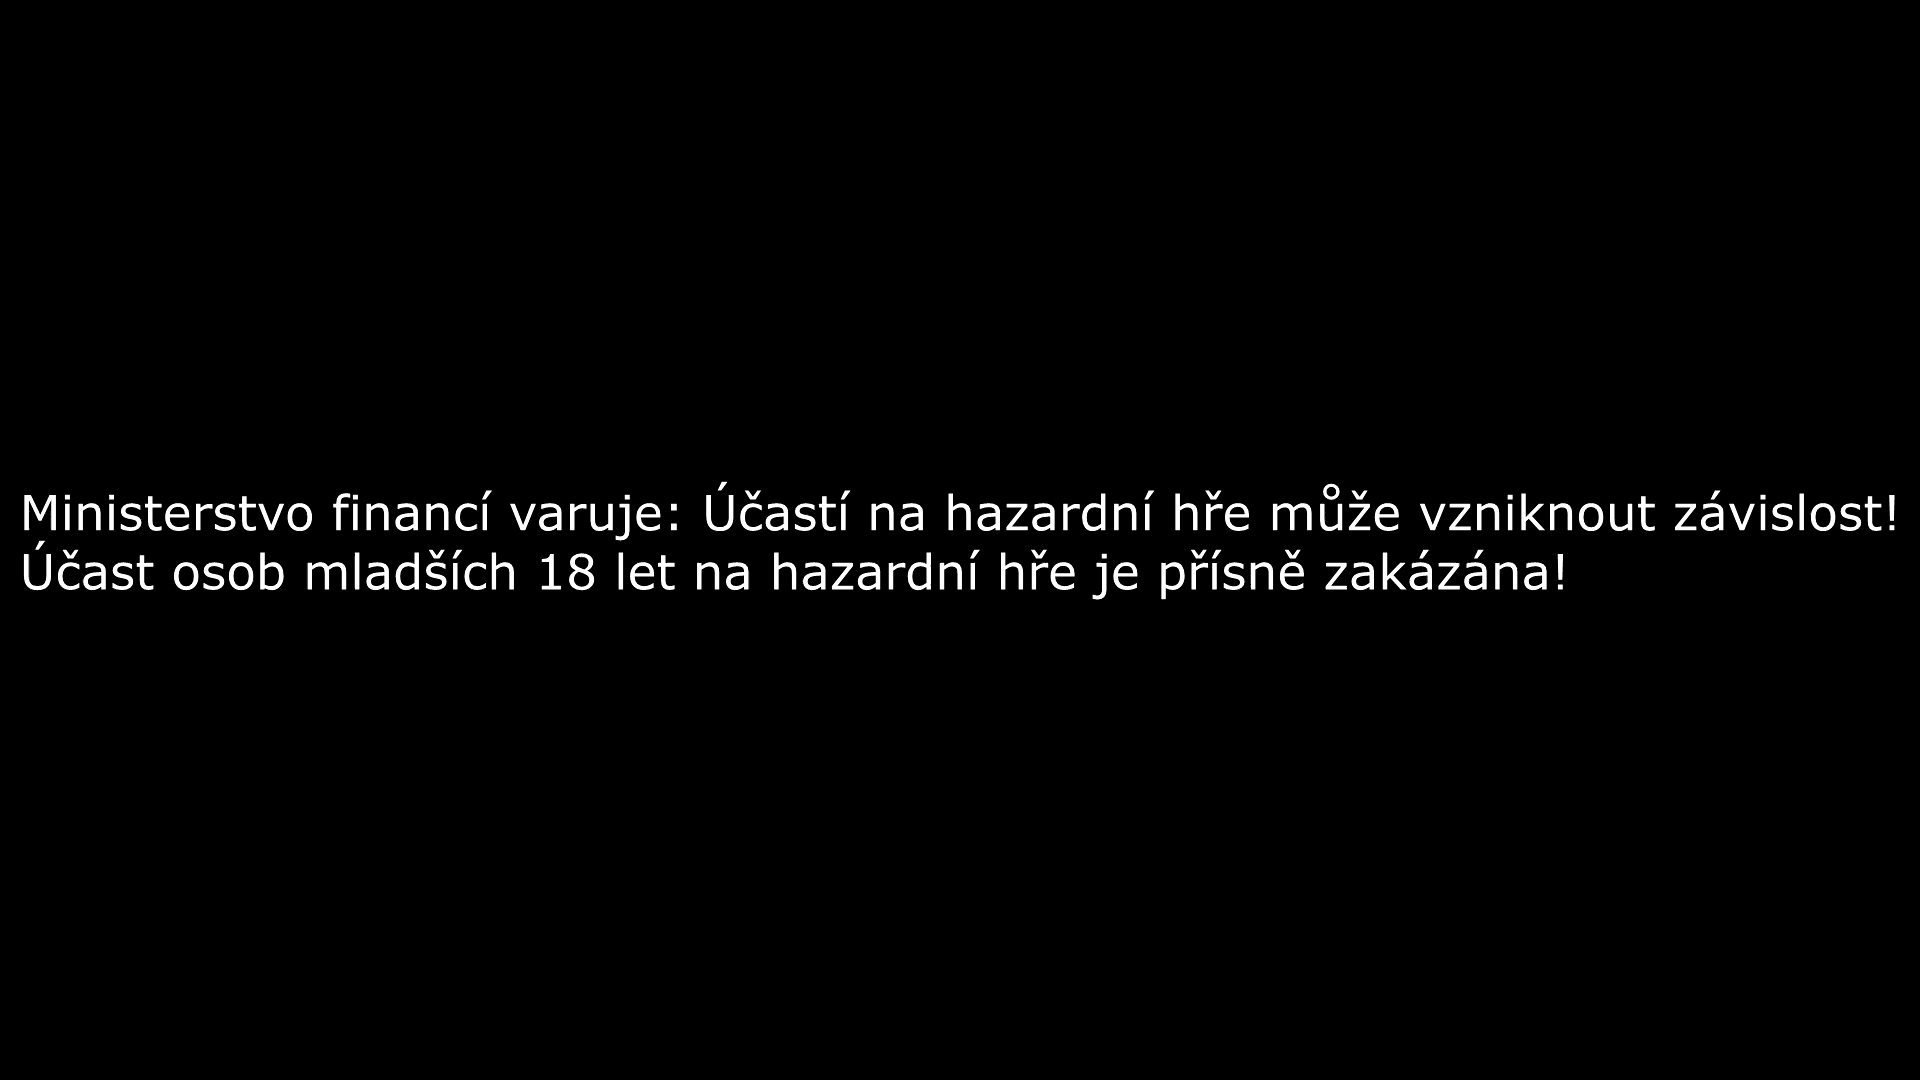 Ministerstvo financí varuje: Účastí na hazardní hře může vzniknout závislost!
Účast osob mladších 18 let na hazardní hře je přísně zakázána!